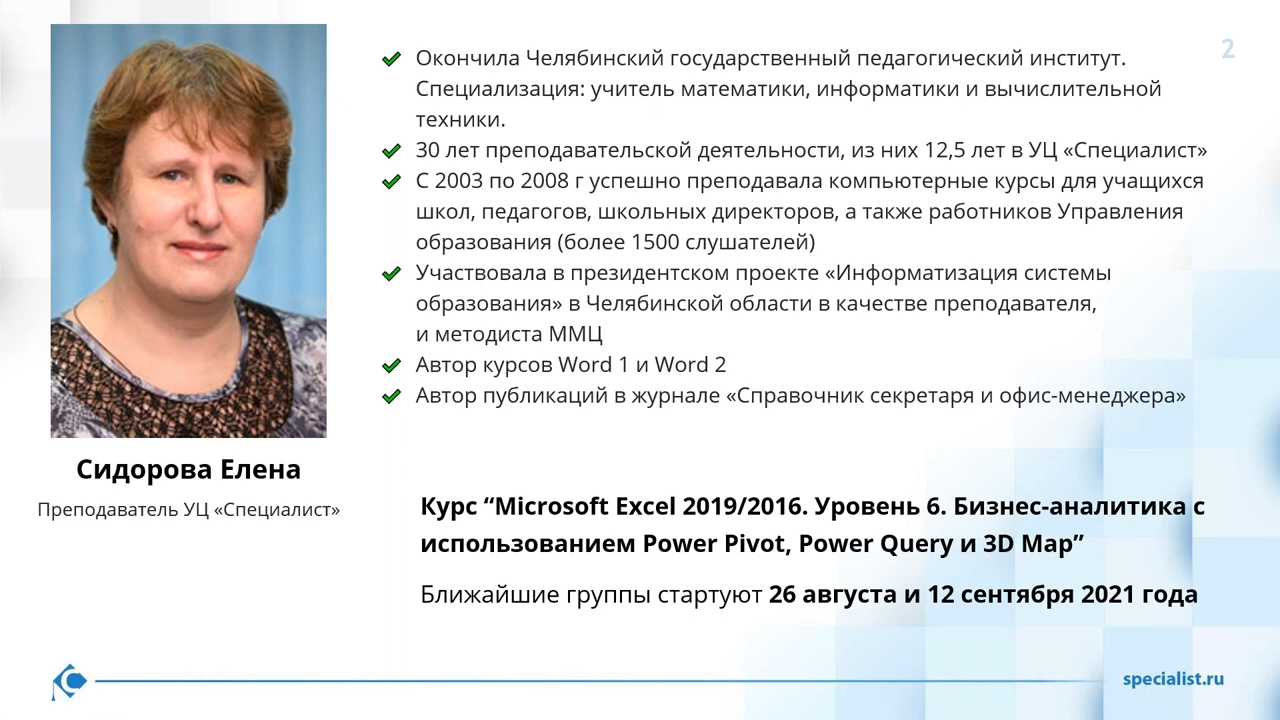 2
Окончила Челябинский государственный педагогический институт.
Специализация: учитель математики, информатики и вычислительной
техники.
30 лет преподавательской деятельности, из них 12,5 лет в УЦ «Специалист»
С 2003 по 2008 г успешно преподавала компьютерные курсы для учащихся
школ, педагогов, школьных директоров, а также работников Управления
образования (более 1500 слушателей)
Участвовала в президентском проекте «Информатизация системы
образования» в Челябинской области в качестве преподавателя,
и методиста ММЦ
Автор курсов Word 1 и Word 2
Автор публикаций в журнале «Справочник секретаря и офис-менеджера»
Сидорова Елена
Преподаватель УЦ «Специалист»
Курс “Microsoft Excel 2019/2016. Уровень 6. Бизнес-аналитика с
использованием Power Pivot, Power Query и 3D Map”
Ближайшие группы стартуют 26 августа и 12 сентября 2021 года
specialist.ru